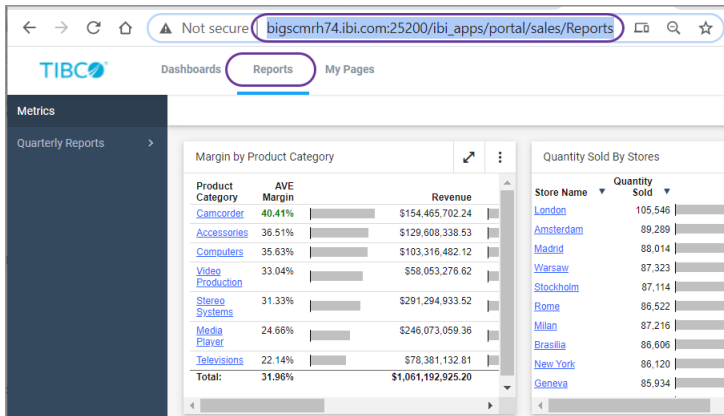 Not secure bigscmrh74.ibi.com:25200/ibi_apps/portal/sales/Reports
TIBCO Dashboards Reports My Pages
Metrics
Quarterly Reports
Margin by Product Category
Product Category AVE Margin Revenue
Camcorder 40.41% $154,465,702.24
Accessories 36.51% $129,608,338.53
Computers 35.63% $103,316,482.12
Video Production 33.04% $58,053,276.62
Stereo Systems 31.33% $291,294,933.52
Media Player 24.66% $246,073,059.36
Televisions 22.14% $78,381,132.81
Total: 31.96% $1,061,192,925.20
Quantity Sold By Stores
Store Name Quantity Sold
London 105,546
Amsterdam 89,289
Madrid 88,014
Warsaw 87,323
Stockholm 87,114
Rome 86,522
Milan 87,216
Brasilia 86,606
New York 86,120
Geneva 85,934